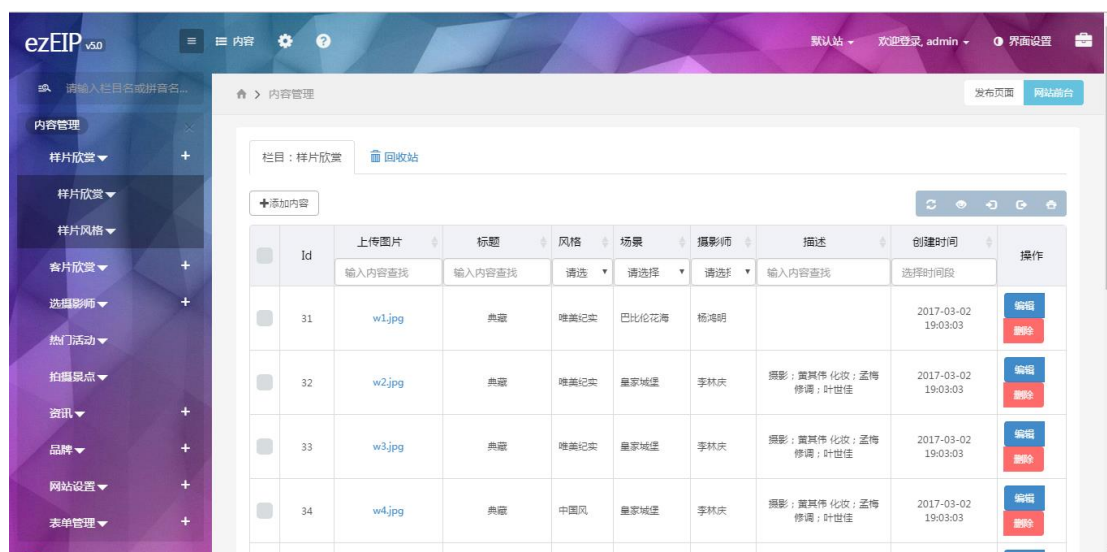 ezEIP v5.0
内容
默认站
欢迎登录, admin
界面设置
请输入栏目名或拼音名...
内容管理
发布页面
网站前台
内容管理
样片欣赏
样片欣赏
样片风格
客片欣赏
选摄影师
热门活动
拍摄景点
资讯
品牌
网站设置
表单管理
栏目：样片欣赏
回收站
+添加内容
Id 上传图片 标题 风格 场景 摄影师 描述 创建时间 操作
输入内容查找 输入内容查找 请选 请选择 请选 输入内容查找 选择时间段
31 w1.jpg 典藏 唯美纪实 巴比伦花海 杨鸿明 2017-03-02 19:03:03 编辑 删除
32 w2.jpg 典藏 唯美纪实 皇家城堡 李林庆 摄影；董其伟 化妆；孟梅 修调；叶世佳 2017-03-02 19:03:03 编辑 删除
33 w3.jpg 典藏 唯美纪实 皇家城堡 李林庆 摄影；董其伟 化妆；孟梅 修调；叶世佳 2017-03-02 19:03:03 编辑 删除
34 w4.jpg 典藏 中国风 皇家城堡 李林庆 摄影；董其伟 化妆；孟梅 修调；叶世佳 2017-03-02 19:03:03 编辑 删除